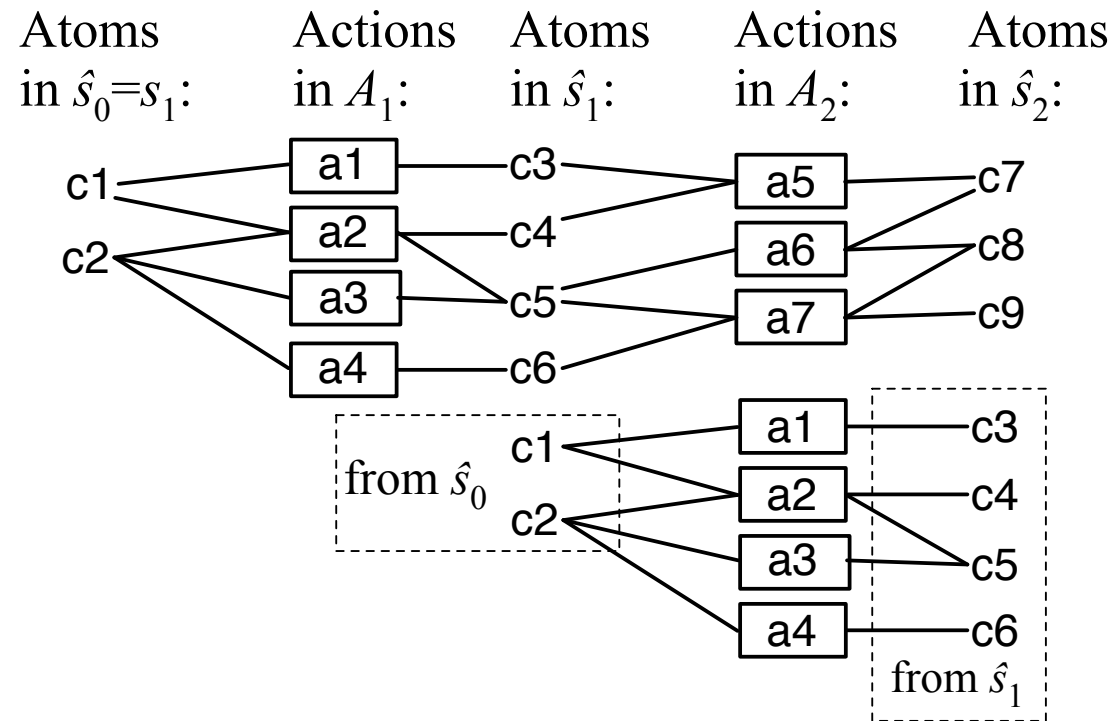 Atoms Actions Atoms Actions Atoms
in ŝ₀=s₁: in A₁: in ŝ₁: in A₂: in ŝ₂:
c1
c2
a1
a2
a3
a4
c3
c4
c5
c6
a5
a6
a7
c7
c8
c9
from ŝ₀
c1
c2
a1
a2
a3
a4
c3
c4
c5
c6
from ŝ₁